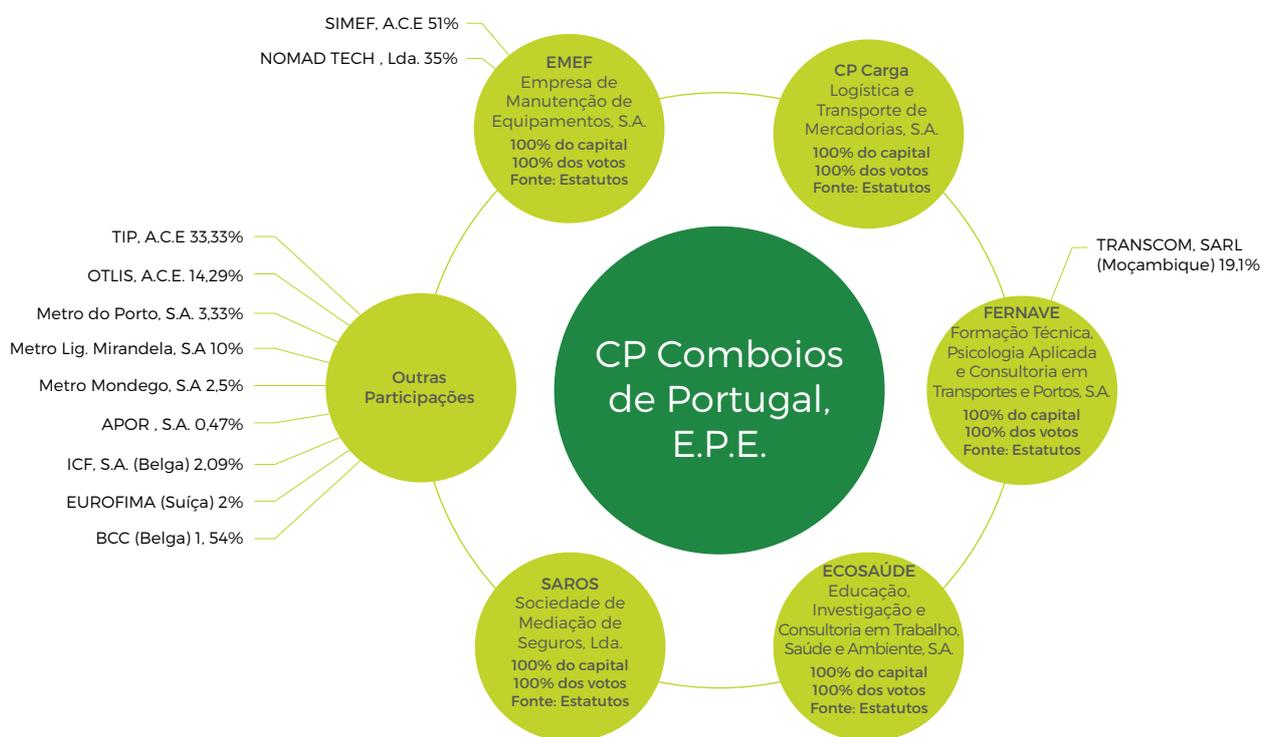 SIMEF, A.C.E 51%
NOMAD TECH , Lda. 35%
EMEF
Empresa de
Manutenção de
Equipamentos, S.A.
100% do capital
100% dos votos
Fonte: Estatutos
CP Carga
Logística e
Transporte de
Mercadorias, S.A.
100% do capital
100% dos votos
Fonte: Estatutos
TIP, A.C.E 33,33%
OTLIS, A.C.E. 14,29%
Metro do Porto, S.A. 3,33%
Metro Lig. Mirandela, S.A 10%
Metro Mondego, S.A 2,5%
APOR , S.A. 0,47%
ICF, S.A. (Belga) 2,09%
EUROFIMA (Suíça) 2%
BCC (Belga) 1, 54%
Outras
Participações
CP Comboios
de Portugal,
E.P.E.
TRANSCOM, SARL
(Moçambique) 19,1%
FERNAVE
Formação Técnica,
Psicologia Aplicada
e Consultoria em
Transportes e Portos, S.A.
100% do capital
100% dos votos
Fonte: Estatutos
SAROS
Sociedade de
Mediação de
Seguros, Lda.
100% do capital
100% dos votos
Fonte: Estatutos
ECOSAÚDE
Educação,
Investigação e
Consultoria em Trabalho,
Saúde e Ambiente, S.A.
100% do capital
100% dos votos
Fonte: Estatutos